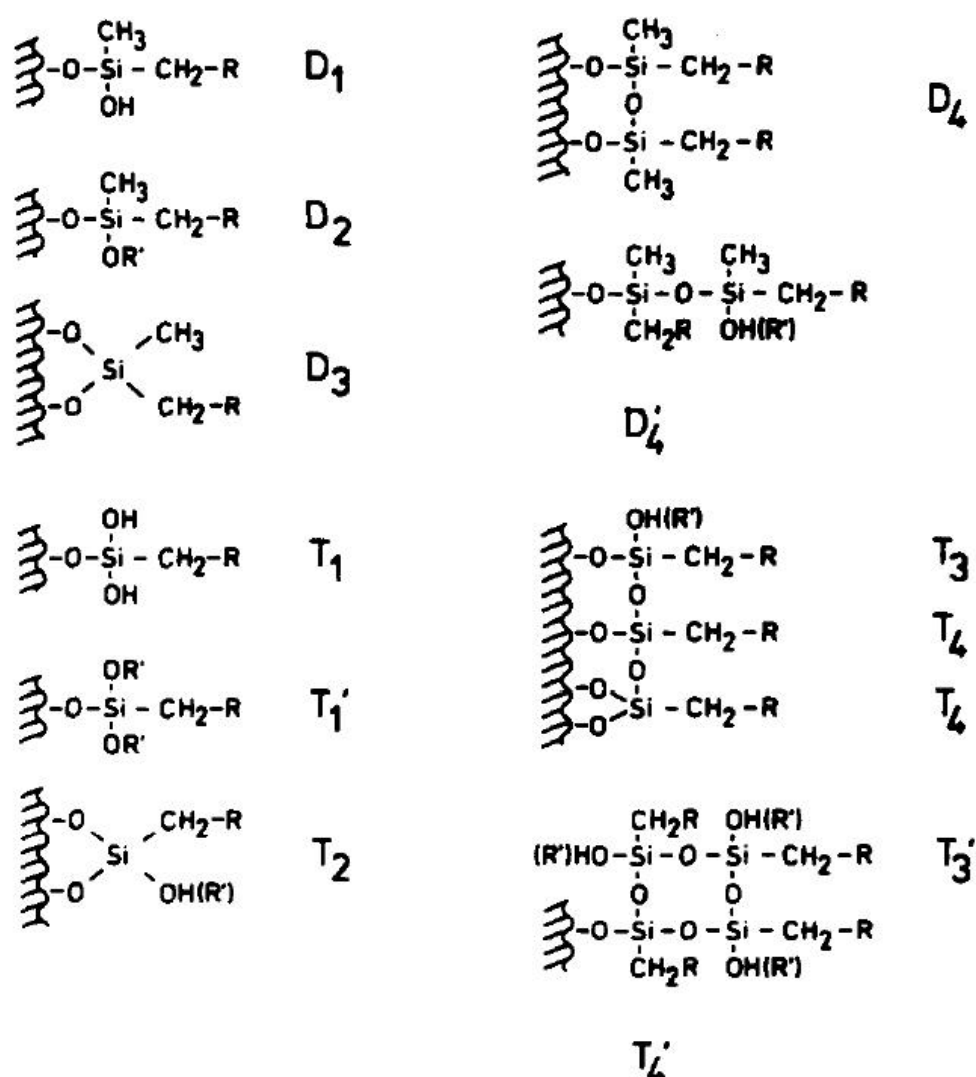 CH₃
-O-Si-CH₂-R D₁
OH
CH₃
-O-Si-CH₂-R D₂
OR'
O CH₃
Si D₃
O CH₂-R
OH
-O-Si-CH₂-R T₁
OH
OR'
-O-Si-CH₂-R T₁'
OR'
O CH₂-R
Si T₂
O OH(R')
CH₃
-O-Si-CH₂-R
O D₄
-O-Si-CH₂-R
CH₃
CH₃ CH₃
-O-Si-O-Si-CH₂-R
CH₂R OH(R')
D₄'
OH(R')
-O-Si-CH₂-R T₃
O
-O-Si-CH₂-R T₄
O
-O
Si-CH₂-R T₄
-O
CH₂R OH(R')
(R')HO-Si-O-Si-CH₂-R T₃'
O O
-O-Si-O-Si-CH₂-R
CH₂R OH(R')
T₄'